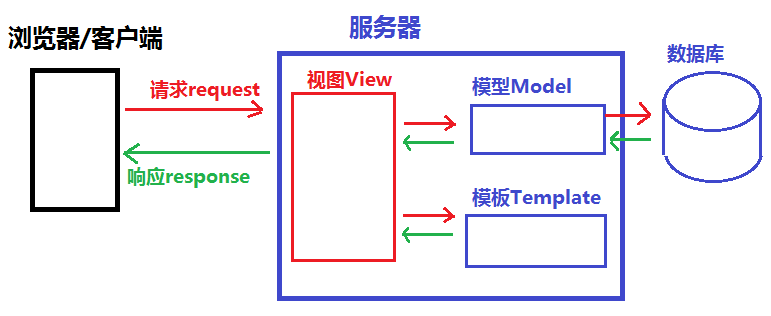 服务器
浏览器/客户端
数据库
请求request
视图View
模型Model
响应response
模板Template